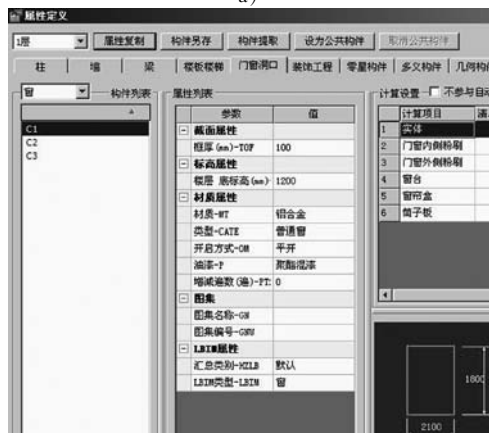 a)
属性定义
1层 属性复制 构件另存 构件提取 设为公共构件 取消公共构件
柱 墙 梁 楼板楼梯 门窗洞口 装饰工程 零星构件 多义构件 几何构
窗 构件列表 属性列表 计算设置 不参与自动
C1
C2
C3
参数 值
截面属性
框厚(mm)-TOF 100
标高属性
楼层 底标高(mm) 1200
材质属性
材质-MT 铝合金
类型-CATE 普通窗
开启方式-OM 平开
油漆-P 聚酯混漆
增减遍数(遍)-PT: 0
图集
图集名称-GN
图集编号-GNU
LBIM属性
汇总类别-HZLB 默认
LBIM类型-LBIM 窗
计算项目 清
1 实体
2 门窗内侧粉刷
3 门窗外侧粉刷
4 窗台
5 窗帘盒
6 筒子板
1800
2100